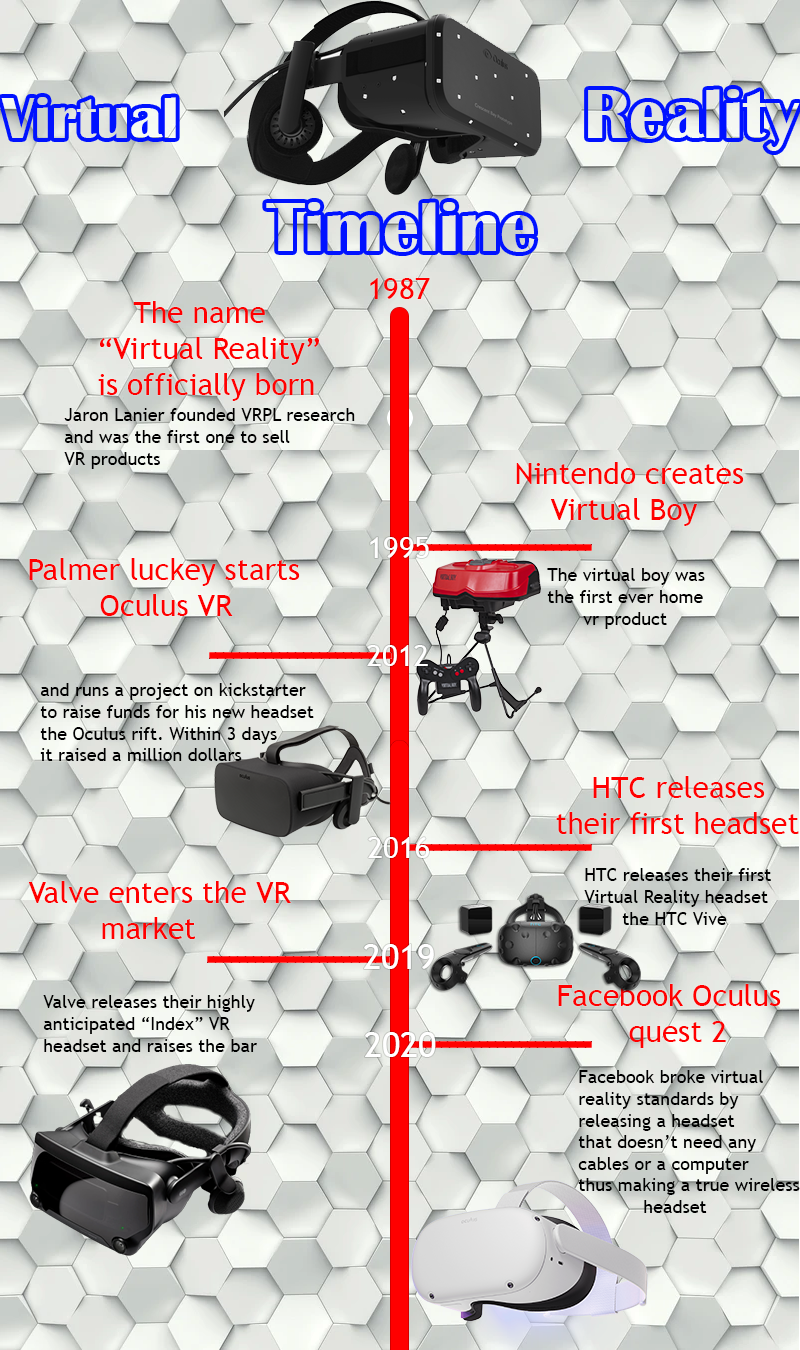 Virtual
Reality
Timeline
1987
The name
“Virtual Reality”
is officially born
Jaron Lanier founded VRPL research
and was the first one to sell
VR products
Nintendo creates
Virtual Boy
1995
The virtual boy was
the first ever home
vr product
Palmer luckey starts
Oculus VR
2012
and runs a project on kickstarter
to raise funds for his new headset
the Oculus rift. Within 3 days
it raised a million dollars
HTC releases
their first headset
2016
HTC releases their first
Virtual Reality headset
the HTC Vive
Valve enters the VR
market
2019
Valve releases their highly
anticipated “Index” VR
headset and raises the bar
Facebook Oculus
quest 2
2020
Facebook broke virtual
reality standards by
releasing a headset
that doesn’t need any
cables or a computer
thus making a true wireless
headset